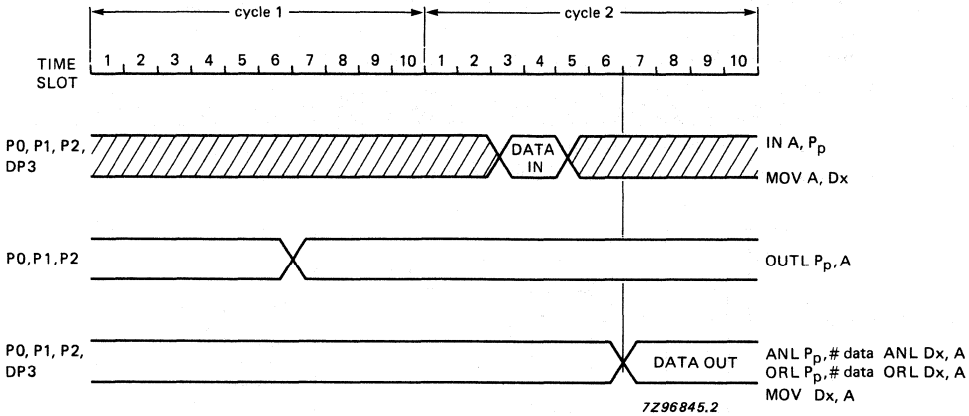 cycle 1 cycle 2
TIME SLOT 1 2 3 4 5 6 7 8 9 10 1 2 3 4 5 6 7 8 9 10
P0, P1, P2, DP3
DATA IN
IN A, Pp
MOV A, Dx
P0, P1, P2
OUTL Pp, A
P0, P1, P2, DP3
DATA OUT
ANL Pp, # data ANL Dx, A
ORL Pp, # data ORL Dx, A
MOV Dx, A
7Z96845.2